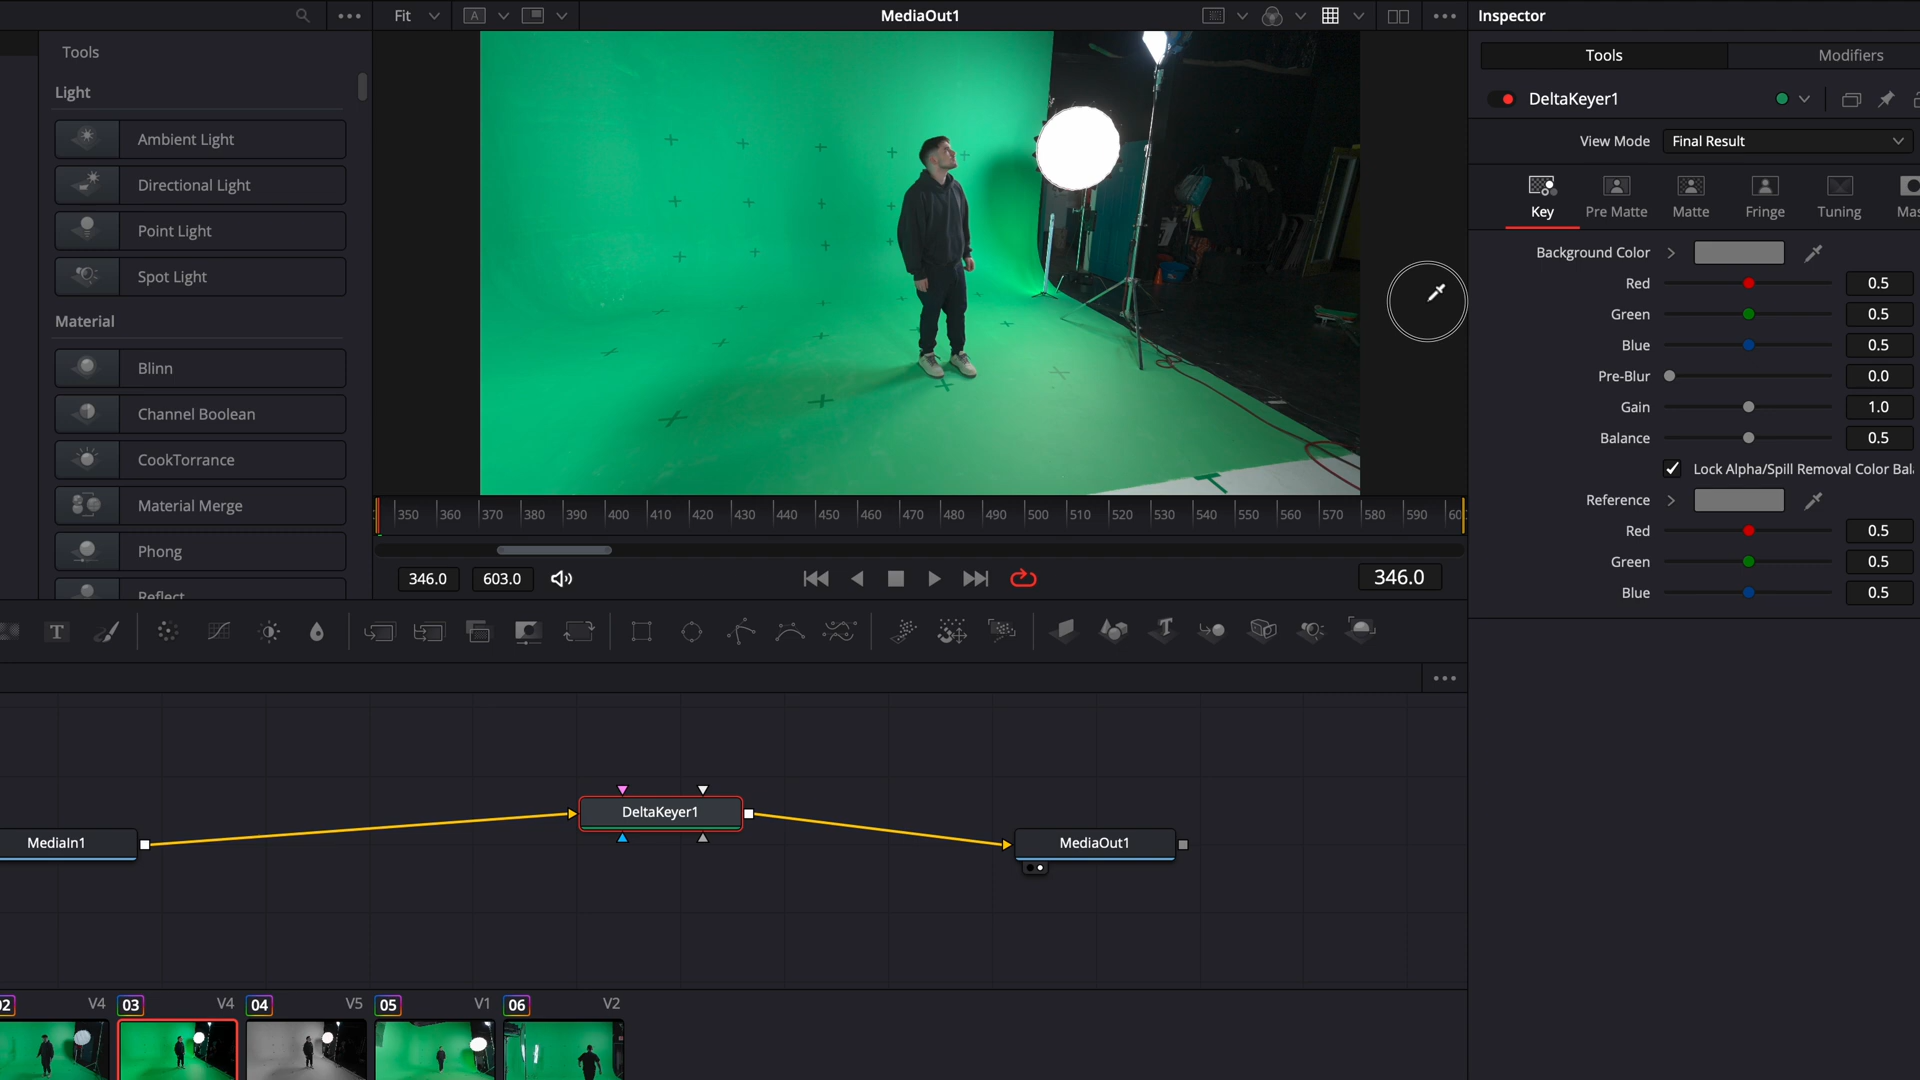 Fit
A
MediaOut1
Inspector
Tools
Tools
Modifiers
Light
DeltaKeyer1
Ambient Light
View Mode
Final Result
Directional Light
Key
Pre Matte
Matte
Fringe
Tuning
Mas
Point Light
Background Color
Spot Light
Red
0.5
Green
0.5
Material
Blue
0.5
Blinn
Pre-Blur
0.0
Channel Boolean
Gain
1.0
Balance
0.5
CookTorrance
Lock Alpha/Spill Removal Color Bal
Material Merge
Reference
Red
0.5
Phong
Green
0.5
Reflect
Blue
0.5
350 360 370 380 390 400 410 420 430 440 450 460 470 480 490 500 510 520 530 540 550 560 570 580 590 60
346.0
603.0
346.0
T
T
DeltaKeyer1
MediaIn1
MediaOut1
02
V4
03
V4
04
V5
05
V1
06
V2